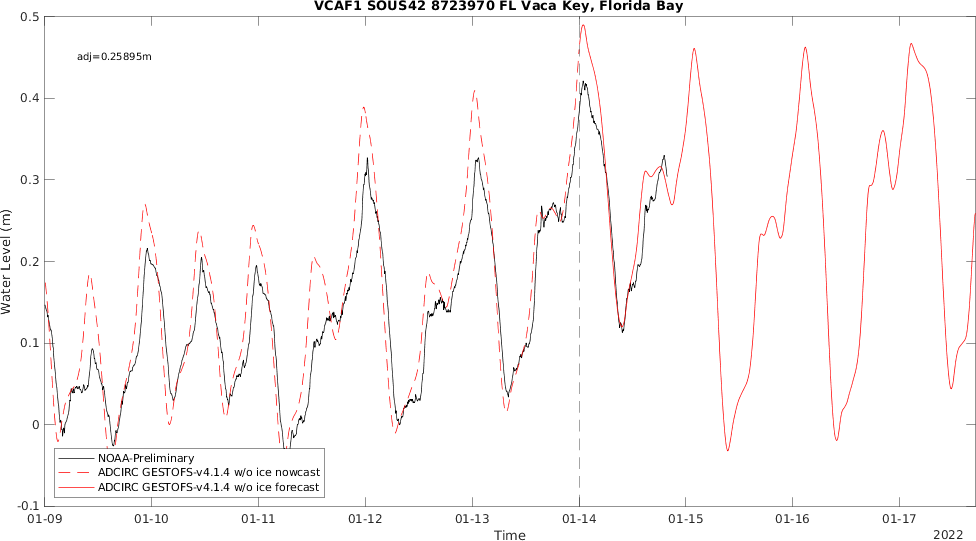 VCAF1 SOUS42 8723970 FL Vaca Key, Florida Bay
adj=0.25895m
0.5
0.4
0.3
0.2
0.1
0
-0.1
Water Level (m)
NOAA-Preliminary
ADCIRC GESTOFS-v4.1.4 w/o ice nowcast
ADCIRC GESTOFS-v4.1.4 w/o ice forecast
01-09 01-10 01-11 01-12 01-13 01-14 01-15 01-16 01-17
Time
2022